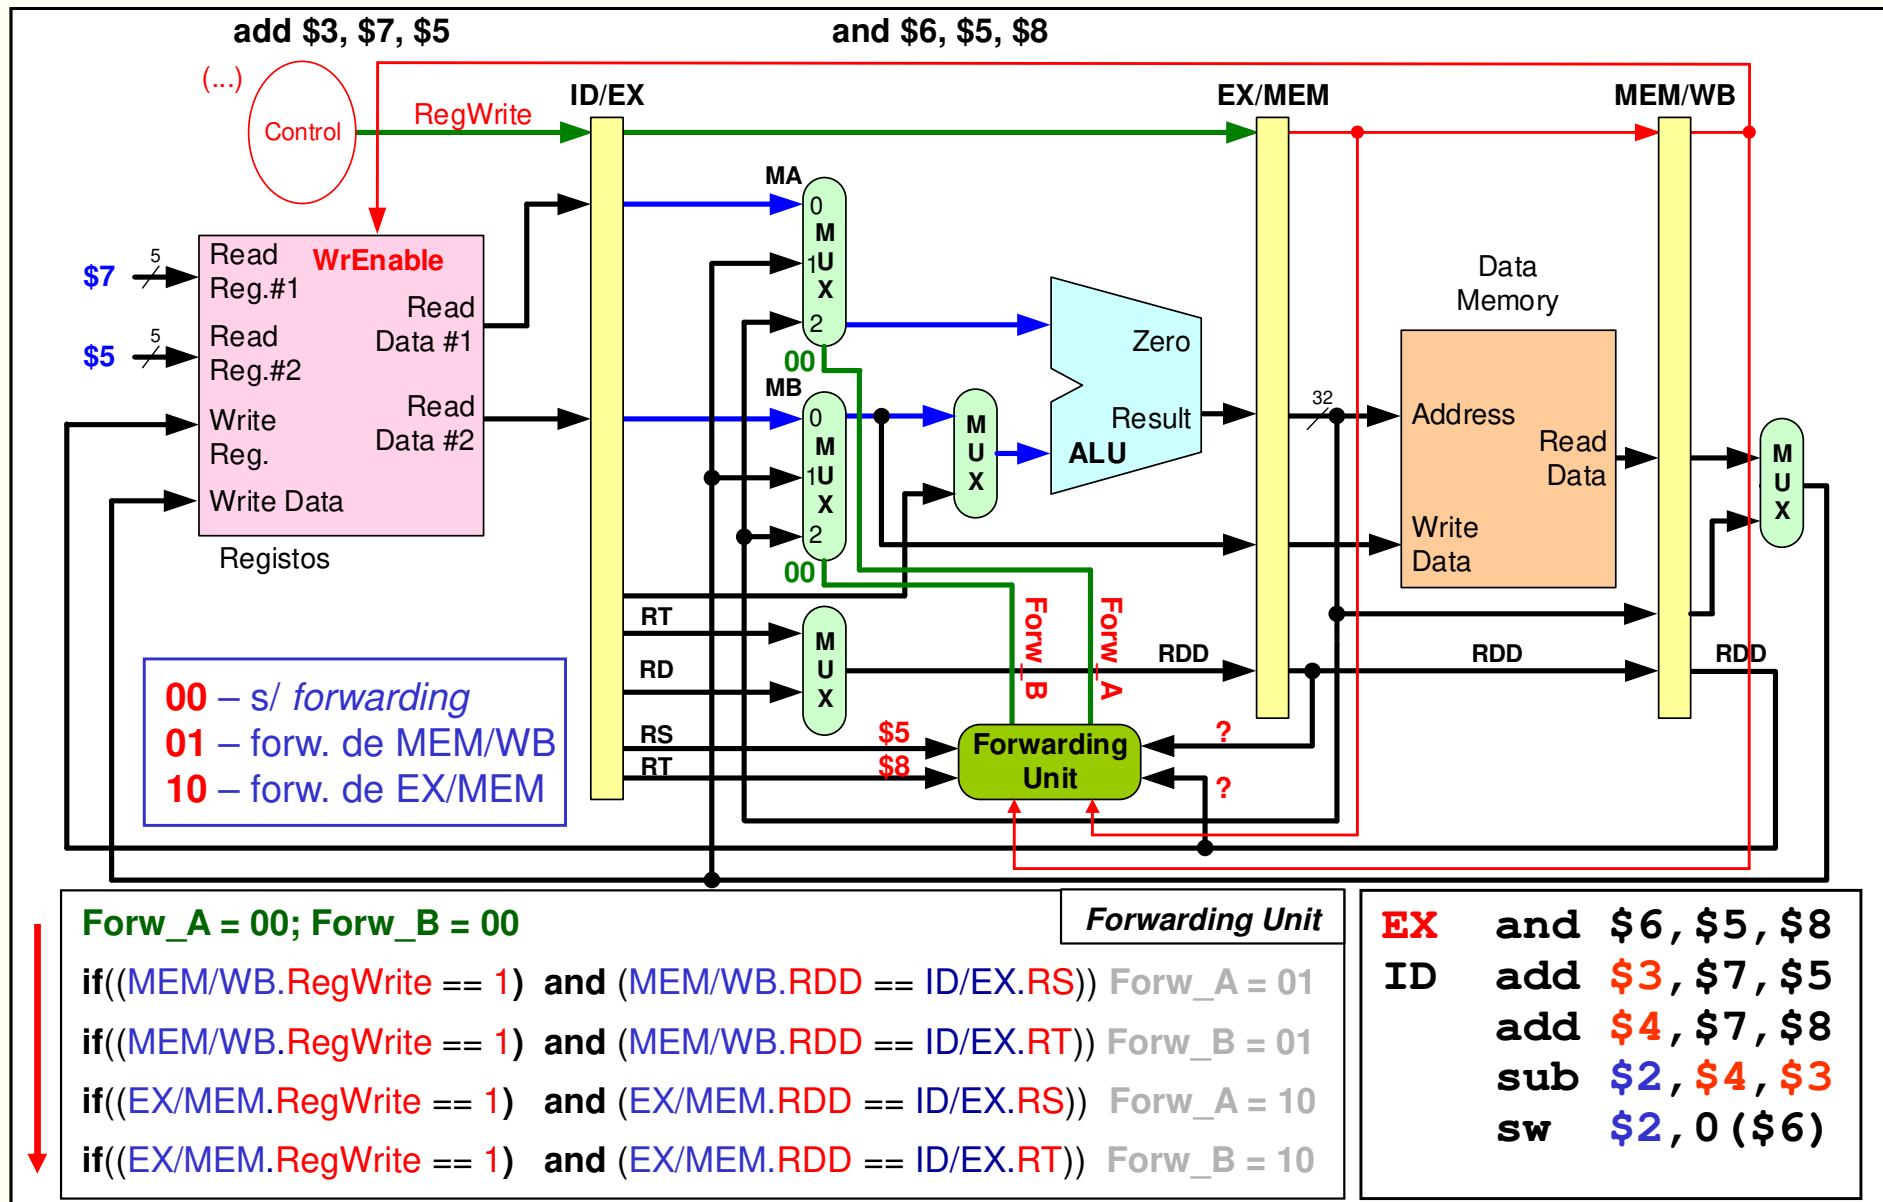 add $3, $7, $5
and $6, $5, $8
(...)
Control
RegWrite
ID/EX
EX/MEM
MEM/WB
MA
0
M
1U
X
2
00
$7
5
Read
Reg.#1
WrEnable
Read
Data #1
$5
5
Read
Reg.#2
Write
Reg.
Read
Data #2
Write Data
Registos
MB
0
M
1U
X
2
00
M
U
X
Zero
Result
ALU
32
Data
Memory
Address
Read
Data
Write
Data
M
U
X
RT
RD
M
U
X
RDD
RDD
RDD
Forw_B
Forw_A
RS
$5
RT
$8
Forwarding
Unit
?
?
00 – s/ forwarding
01 – forw. de MEM/WB
10 – forw. de EX/MEM
Forw_A = 00; Forw_B = 00
Forwarding Unit
if((MEM/WB.RegWrite == 1) and (MEM/WB.RDD == ID/EX.RS)) Forw_A = 01
if((MEM/WB.RegWrite == 1) and (MEM/WB.RDD == ID/EX.RT)) Forw_B = 01
if((EX/MEM.RegWrite == 1) and (EX/MEM.RDD == ID/EX.RS)) Forw_A = 10
if((EX/MEM.RegWrite == 1) and (EX/MEM.RDD == ID/EX.RT)) Forw_B = 10
EX and $6,$5,$8
ID add $3,$7,$5
add $4,$7,$8
sub $2,$4,$3
sw $2,0($6)